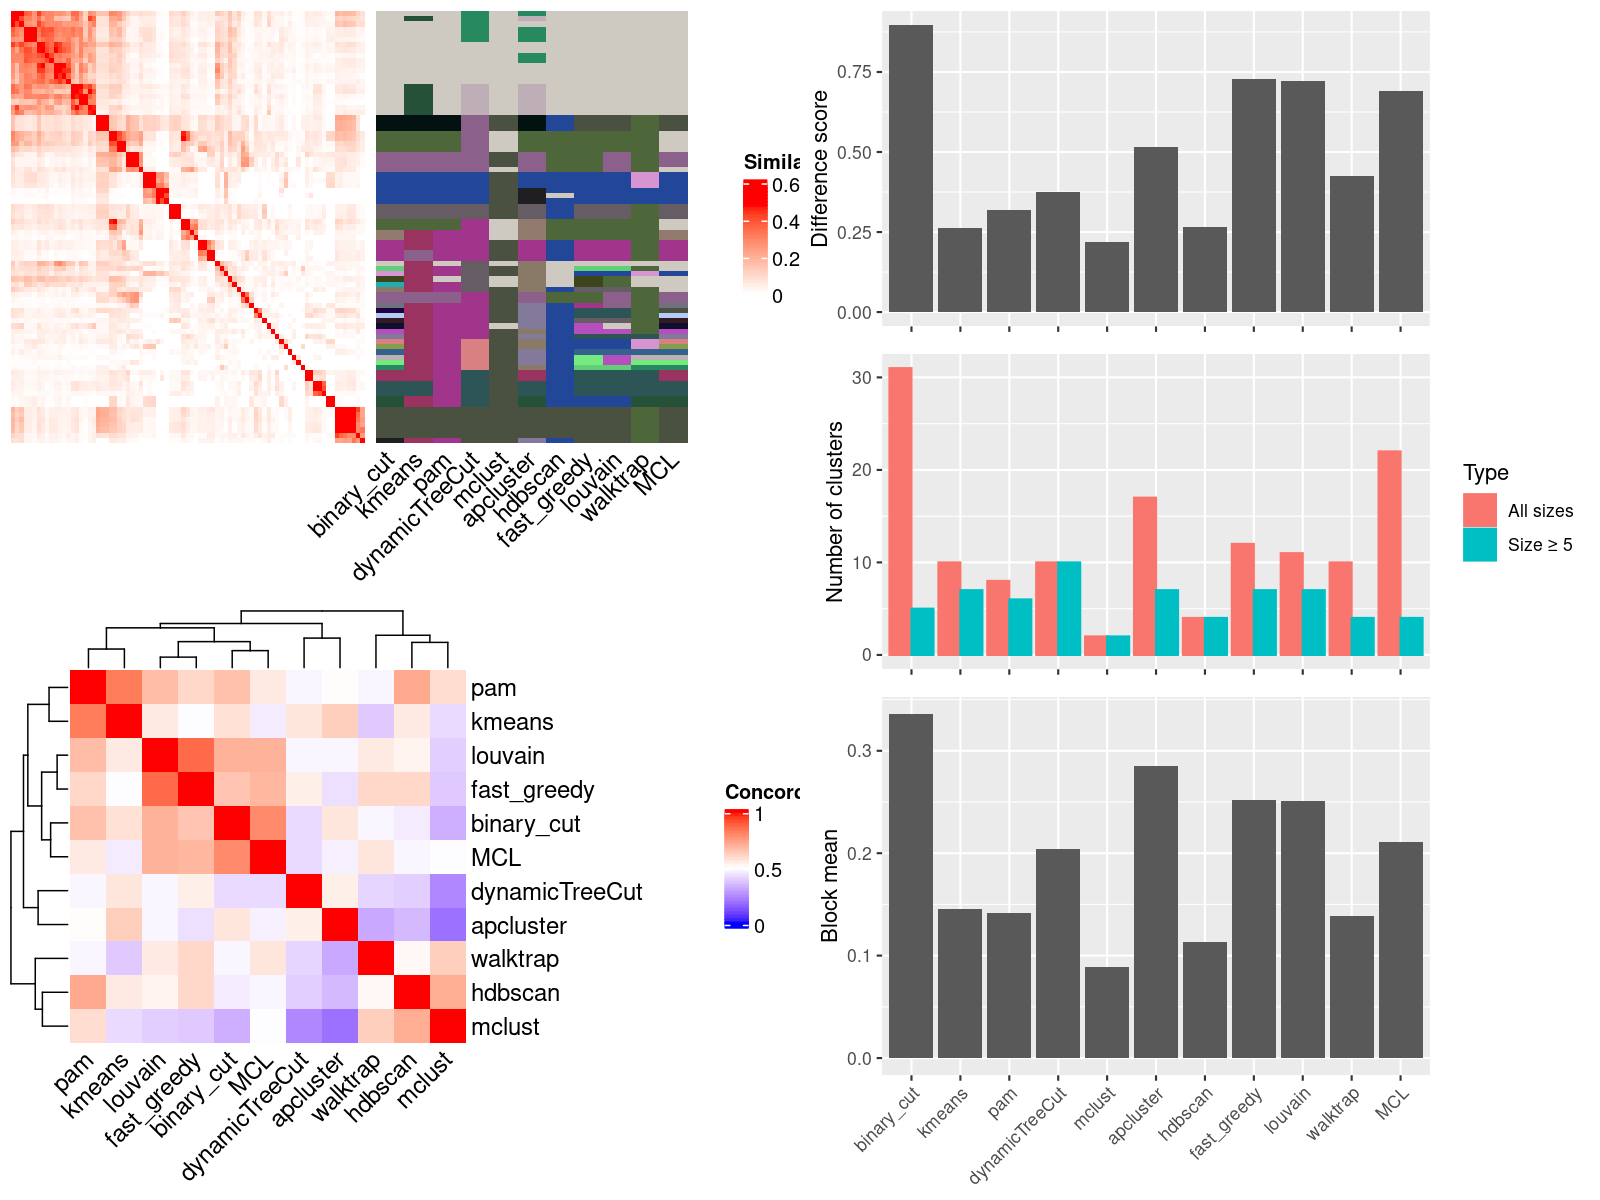 Simila
0.6
0.4
0.2
0
binary_cut
kmeans
pam
dynamicTreeCut
mclust
apcluster
hdbscan
fast_greedy
louvain
walktrap
MCL
pam
kmeans
louvain
fast_greedy
binary_cut
MCL
dynamicTreeCut
apcluster
walktrap
hdbscan
mclust
Concord
1
0.5
0
pam
kmeans
louvain
fast_greedy
binary_cut
MCL
dynamicTreeCut
apcluster
walktrap
hdbscan
mclust
Difference score
0.75
0.50
0.25
0.00
Number of clusters
30
20
10
0
Type
All sizes
Size ≥ 5
Block mean
0.3
0.2
0.1
0.0
binary_cut
kmeans
pam
dynamicTreeCut
mclust
apcluster
hdbscan
fast_greedy
louvain
walktrap
MCL